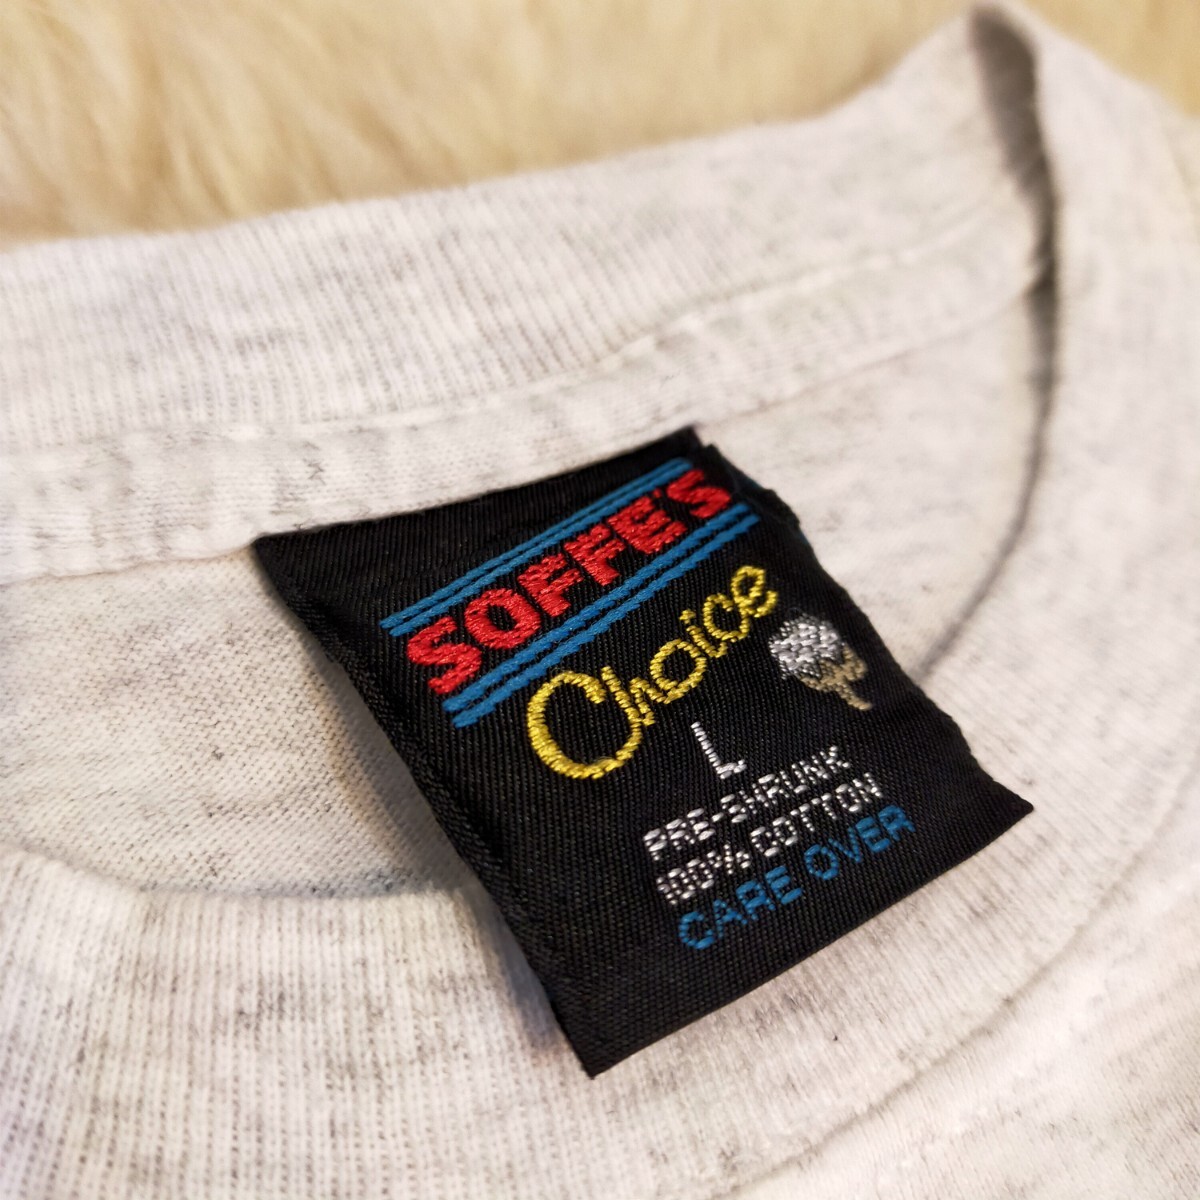 SOFFE'S
Choice
L
PRE-SHRUNK
100% COTTON
CARE OVER